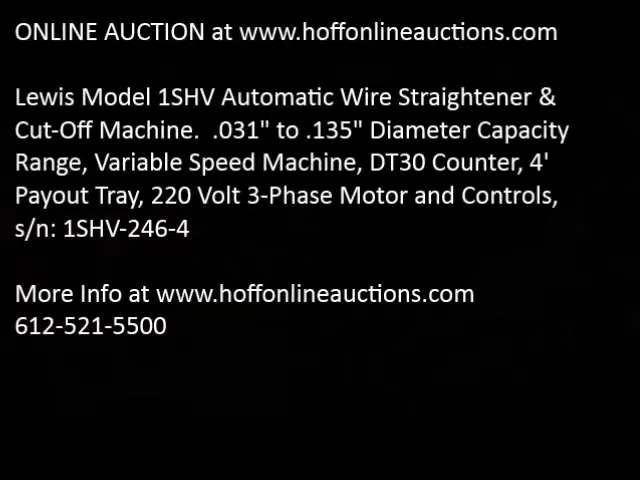 ONLINE AUCTION at www.hoffonlineauctions.com
Lewis Model 1SHV Automatic Wire Straightener &
Cut-Off Machine.  .031" to .135" Diameter Capacity
Range, Variable Speed Machine, DT30 Counter, 4'
Payout Tray, 220 Volt 3-Phase Motor and Controls,
s/n: 1SHV-246-4
More Info at www.hoffonlineauctions.com
612-521-5500